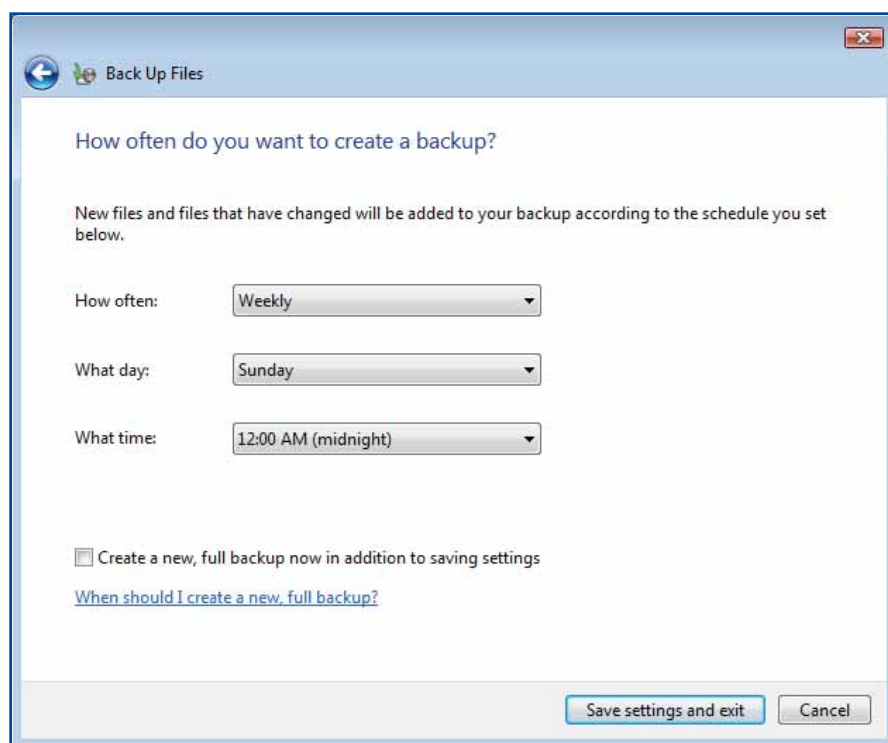 Back Up Files
How often do you want to create a backup?
New files and files that have changed will be added to your backup according to the schedule you set
below.
How often: Weekly
What day: Sunday
What time: 12:00 AM (midnight)
Create a new, full backup now in addition to saving settings
When should I create a new, full backup?
Save settings and exit Cancel